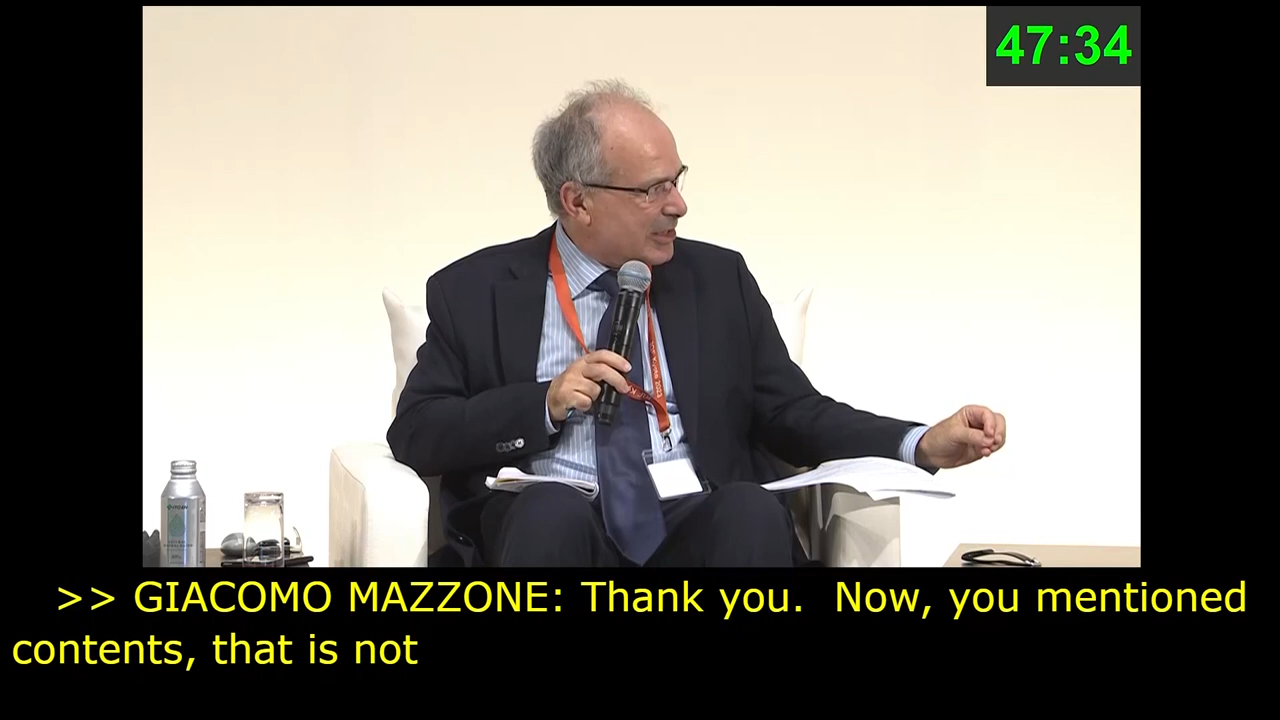 47:34
>> GIACOMO MAZZONE: Thank you.  Now, you mentioned
contents, that is not